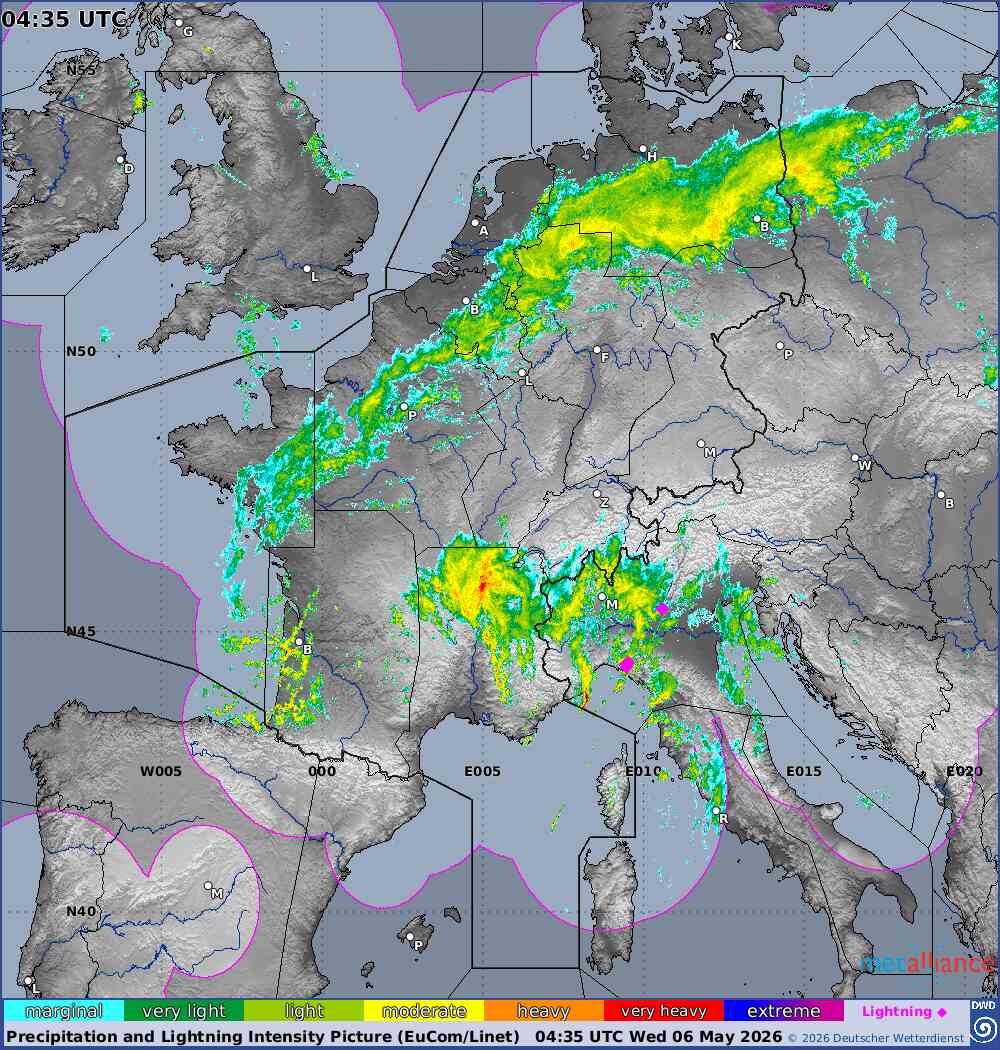 04:35 UTC
G
K
N55
D
H
A
B
L
B
N50
P
F
L
P
M
W
Z
B
M
N45
B
W005
000
E005
E010
E015
E020
R
M
N40
P
L
metalliance
marginal very light light moderate heavy very heavy extreme Lightning ◆
DWD
Precipitation and Lightning Intensity Picture (EuCom/Linet) 04:35 UTC Wed 06 May 2026 © 2026 Deutscher Wetterdienst